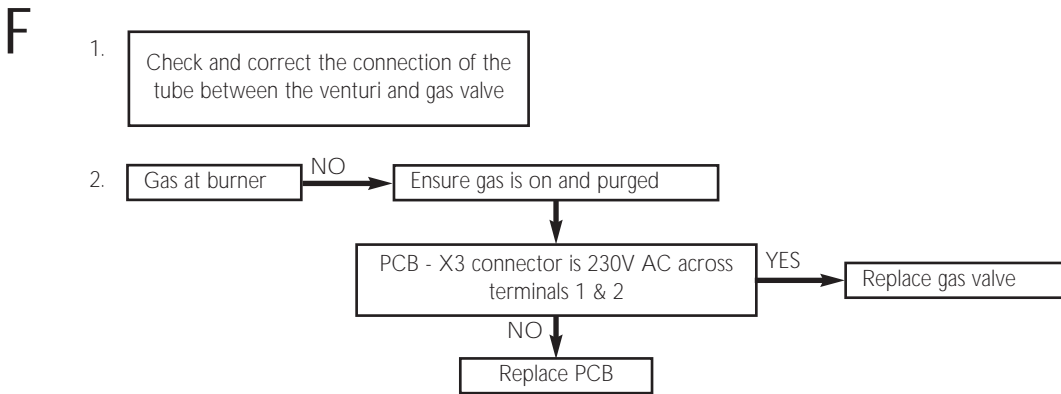 F
1.
Check and correct the connection of the
tube between the venturi and gas valve
2.
Gas at burner
NO
Ensure gas is on and purged
PCB - X3 connector is 230V AC across
terminals 1 & 2
YES
Replace gas valve
NO
Replace PCB